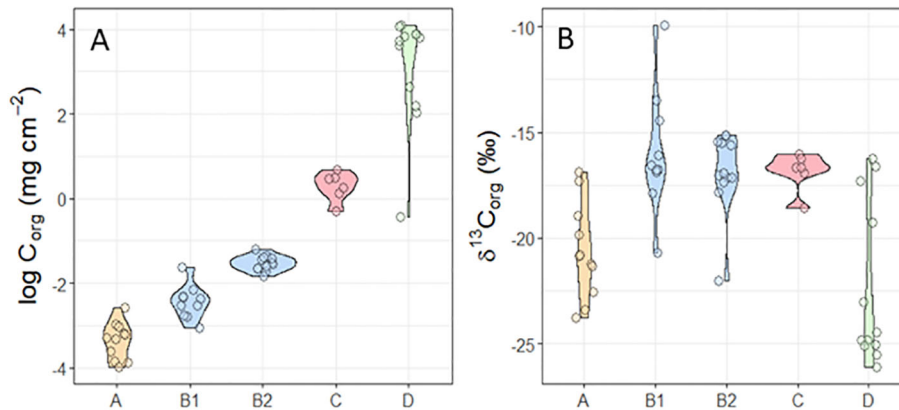 A
log C_org (mg cm⁻²)
4
2
0
-2
-4
A B1 B2 C D
B
δ¹³C_org (‰)
-10
-15
-20
-25
A B1 B2 C D